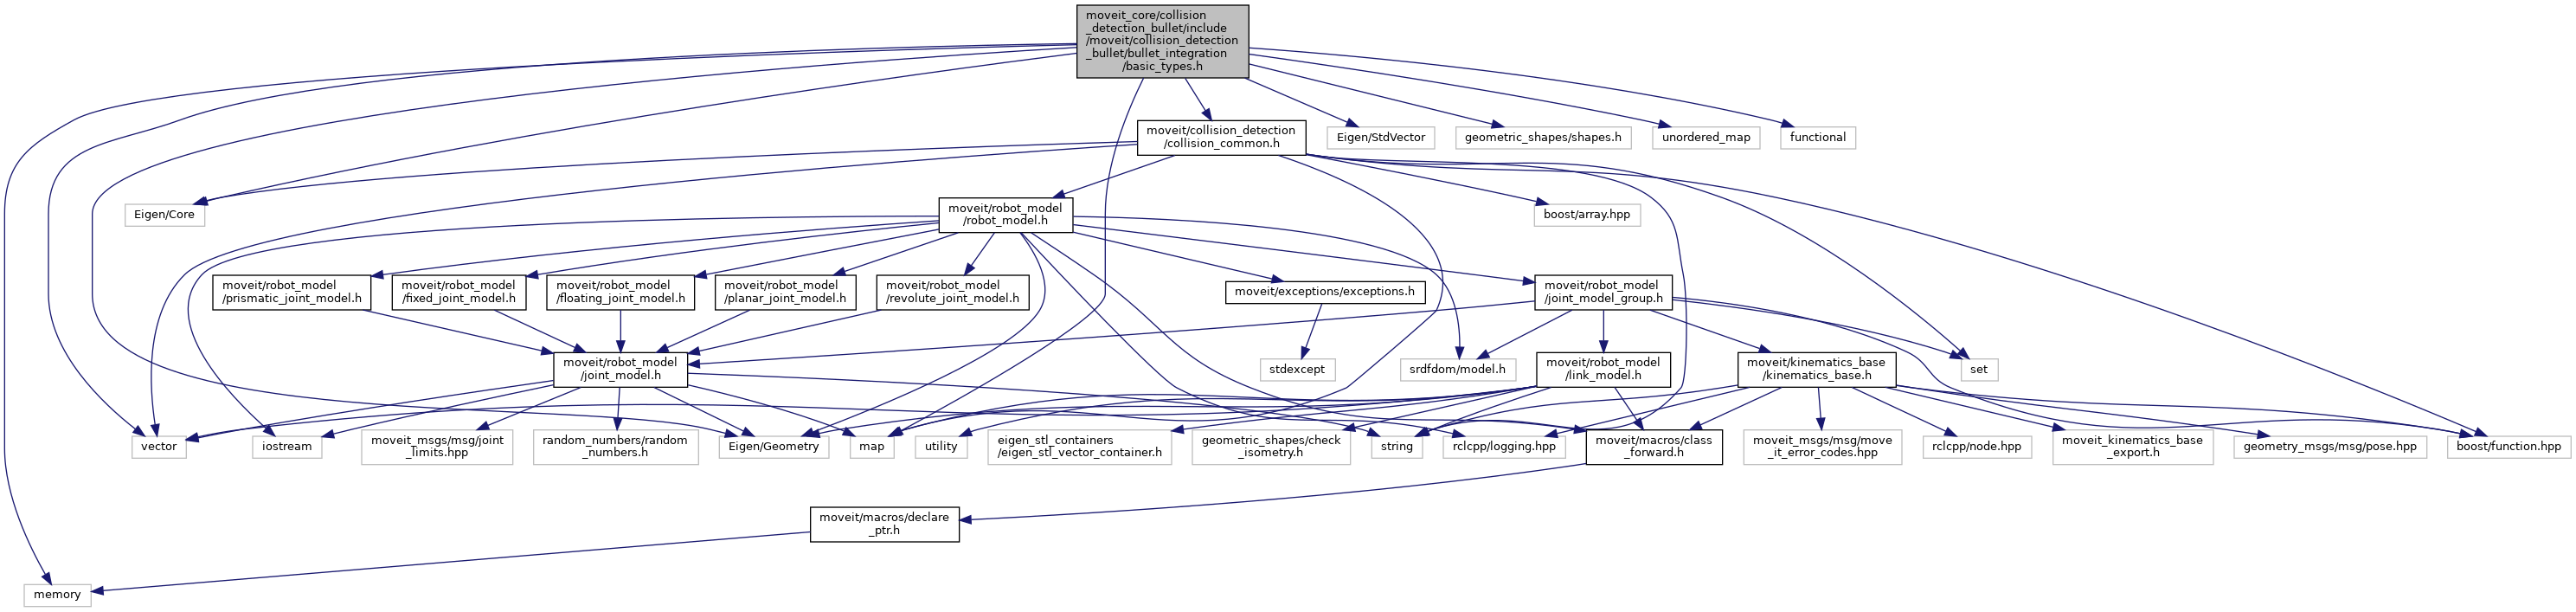 moveit_core/collision
_detection_bullet/include
/moveit/collision_detection
_bullet/bullet_integration
/basic_types.h
moveit/collision_detection
/collision_common.h
Eigen/StdVector
geometric_shapes/shapes.h
unordered_map
functional
Eigen/Core
moveit/robot_model
/robot_model.h
boost/array.hpp
moveit/robot_model
/prismatic_joint_model.h
moveit/robot_model
/fixed_joint_model.h
moveit/robot_model
/floating_joint_model.h
moveit/robot_model
/planar_joint_model.h
moveit/robot_model
/revolute_joint_model.h
moveit/exceptions/exceptions.h
moveit/robot_model
/joint_model_group.h
moveit/robot_model
/joint_model.h
stdexcept
srdfdom/model.h
moveit/robot_model
/link_model.h
moveit/kinematics_base
/kinematics_base.h
set
vector
iostream
moveit_msgs/msg/joint
_limits.hpp
random_numbers/random
_numbers.h
Eigen/Geometry
map
utility
eigen_stl_containers
/eigen_stl_vector_container.h
geometric_shapes/check
_isometry.h
string
rclcpp/logging.hpp
moveit/macros/class
_forward.h
moveit_msgs/msg/move
_it_error_codes.hpp
rclcpp/node.hpp
moveit_kinematics_base
_export.h
geometry_msgs/msg/pose.hpp
boost/function.hpp
moveit/macros/declare
_ptr.h
memory